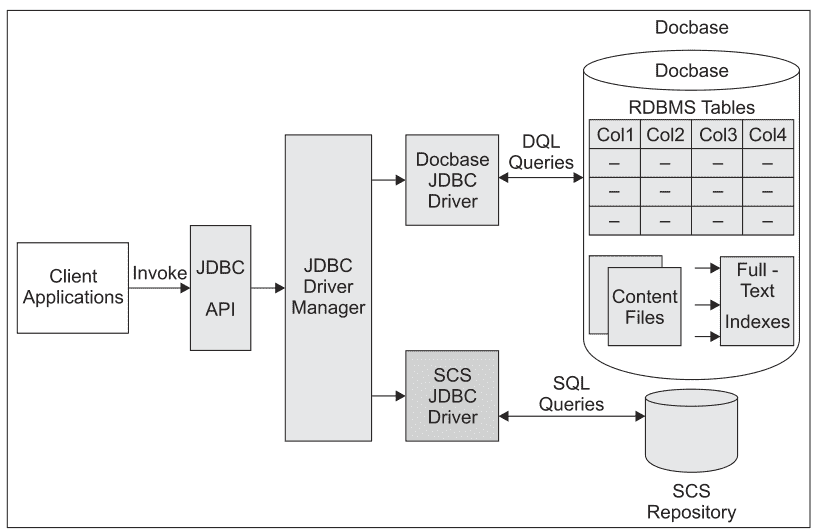 Docbase
Docbase
RDBMS Tables
Col1 Col2 Col3 Col4
– – – –
– – – –
– – – –
DQL
Queries
Docbase
JDBC
Driver
Client
Applications
Invoke
JDBC
API
JDBC
Driver
Manager
Content
Files
Full -
Text
Indexes
SCS
JDBC
Driver
SQL
Queries
SCS
Repository